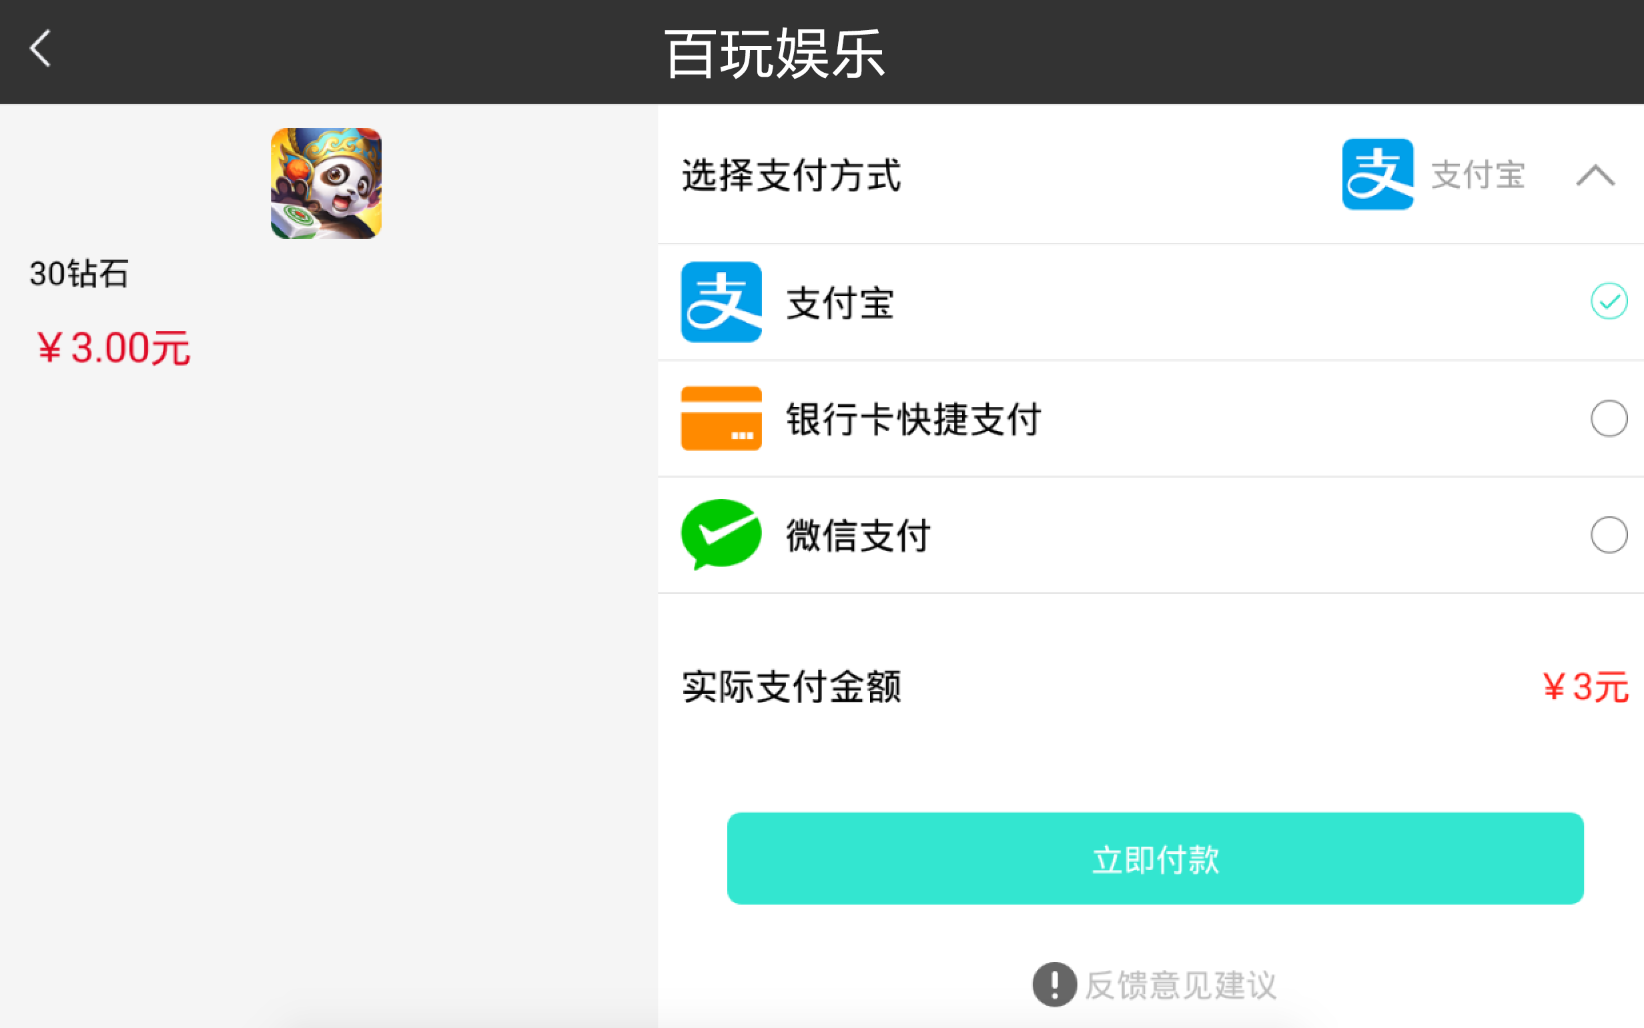 百玩娱乐
30钻石
￥3.00元
选择支付方式
支付宝
支付宝
银行卡快捷支付
微信支付
实际支付金额
￥3元
立即付款
反馈意见建议